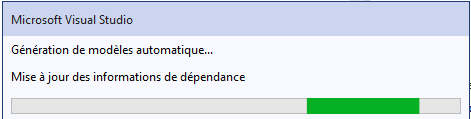 Microsoft Visual Studio
Génération de modèles automatique...
Mise à jour des informations de dépendance